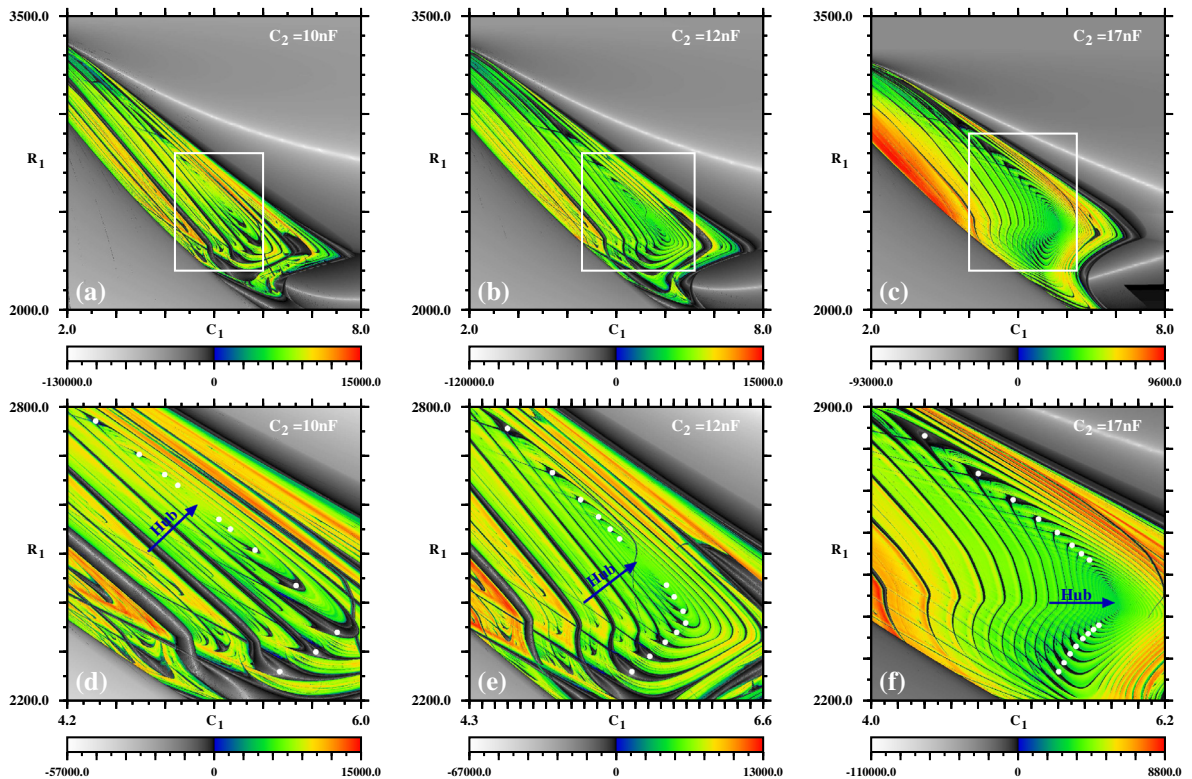 3500.0
C2 =10nF
R1
(a)
2000.0
2.0
C1
8.0
-130000.0
0
15000.0
3500.0
C2 =12nF
R1
(b)
2000.0
2.0
C1
8.0
-120000.0
0
15000.0
3500.0
C2 =17nF
R1
(c)
2000.0
2.0
C1
8.0
-93000.0
0
9600.0
2800.0
C2 =10nF
Hub
R1
(d)
2200.0
4.2
C1
6.0
-57000.0
0
15000.0
2800.0
C2 =12nF
R1
Hub
(e)
2200.0
4.3
C1
6.6
-67000.0
0
13000.0
2900.0
C2 =17nF
R1
Hub
(f)
2200.0
4.0
C1
6.2
-110000.0
0
8800.0